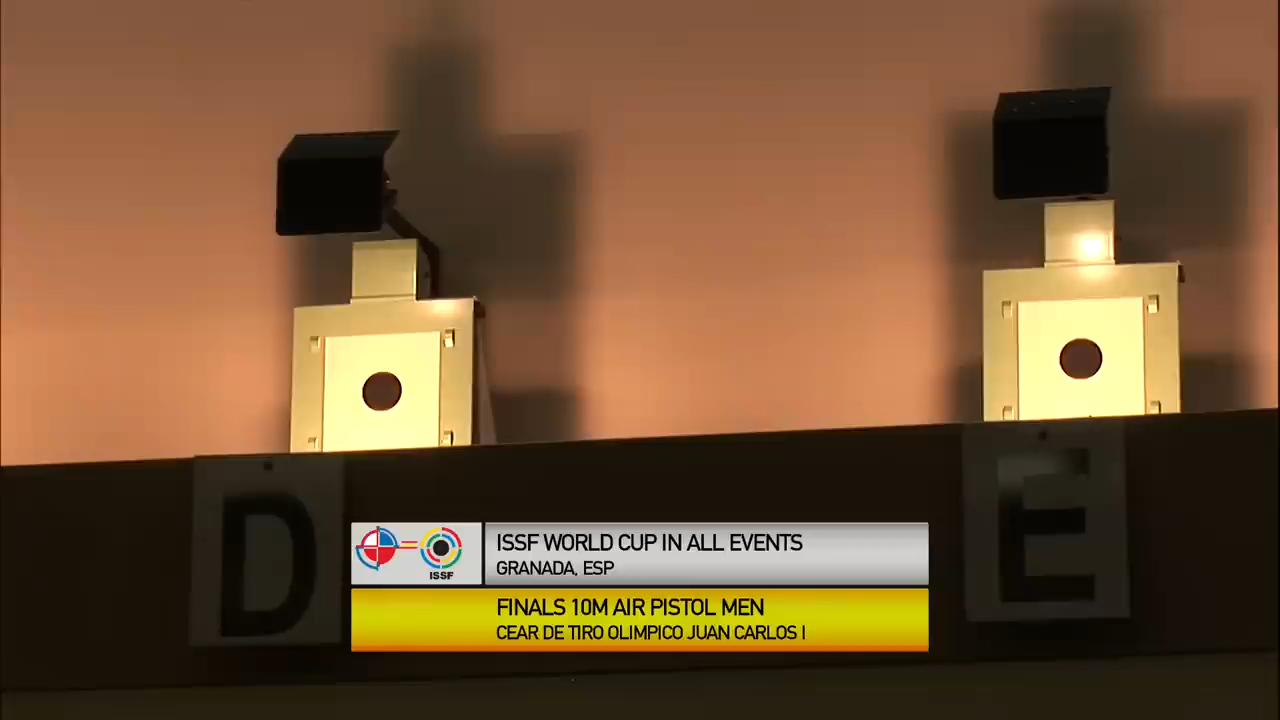 D
E
ISSF
ISSF WORLD CUP IN ALL EVENTS
GRANADA, ESP
FINALS 10M AIR PISTOL MEN
CEAR DE TIRO OLIMPICO JUAN CARLOS I